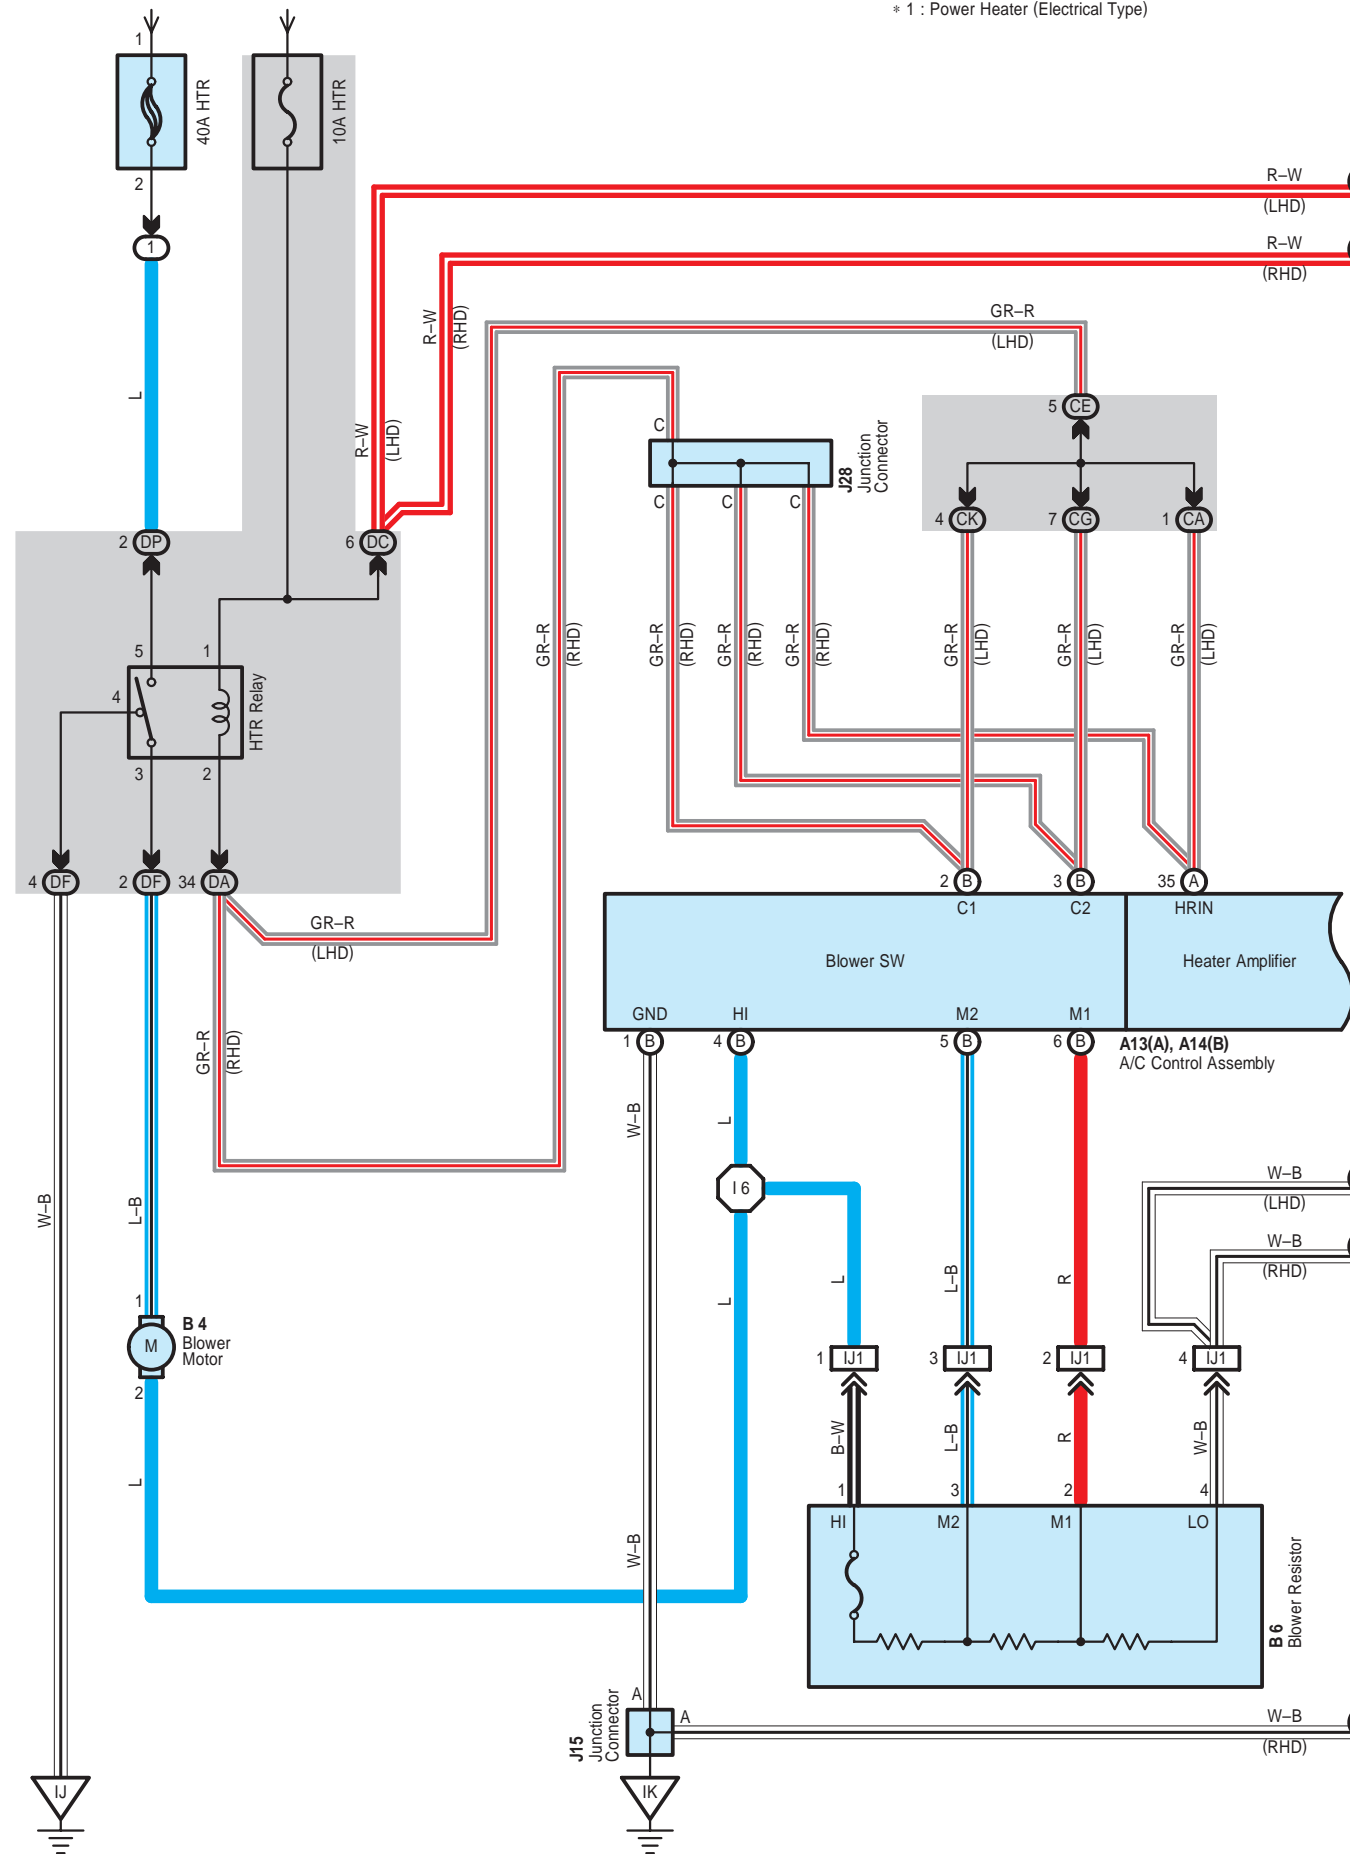 * 1 : Power Heater (Electrical Type)
1
40A HTR
10A HTR
2
1
R–W
(LHD)
R–W
(RHD)
R–W
(RHD)
GR–R
(LHD)
L
R–W
(LHD)
5 CE
C
J28
Junction
Connector
C
C
C
4 CK
7 CG
1 CA
2 DP
6 DC
GR–R
(RHD)
GR–R
(RHD)
GR–R
(RHD)
GR–R
(RHD)
GR–R
(LHD)
GR–R
(LHD)
GR–R
(LHD)
5
1
4
HTR Relay
3
2
4 DF
2 DF
34 DA
2 B
3 B
35 A
C1
C2
HRIN
GR–R
(LHD)
Blower SW
Heater Amplifier
GND
HI
M2
M1
1 B
4 B
5 B
6 B
A13(A), A14(B)
A/C Control Assembly
GR–R
(RHD)
W–B
L
I 6
W–B
(LHD)
W–B
L–B
W–B
(RHD)
L
L
L–B
R
1
M
B 4
Blower
Motor
2
1 IJ1
3 IJ1
2 IJ1
4 IJ1
L
B–W
L–B
R
W–B
1
3
2
4
HI
M2
M1
LO
W–B
B 6
Blower Resistor
A
A
J15
Junction
Connector
W–B
(RHD)
IJ
IK